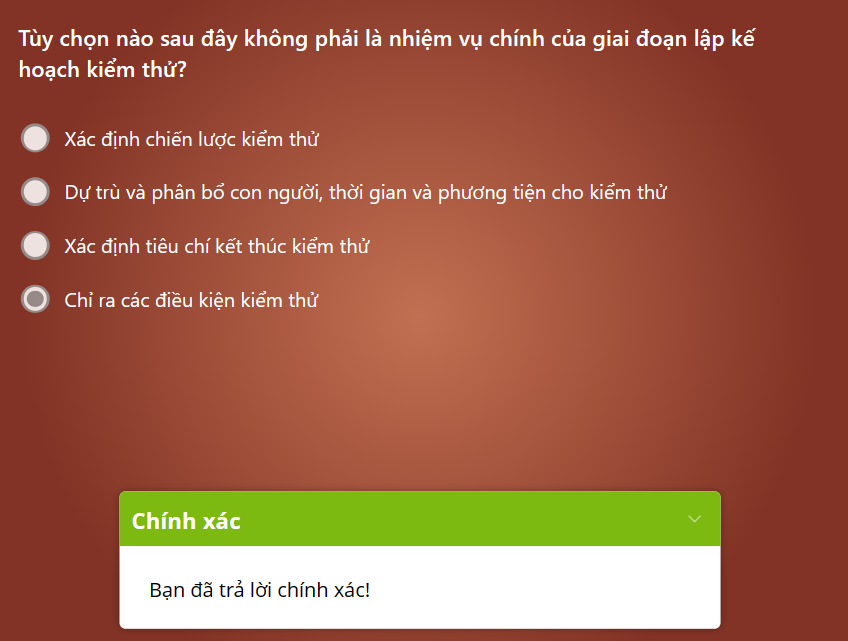 Tùy chọn nào sau đây không phải là nhiệm vụ chính của giai đoạn lập kế
hoạch kiểm thử?
Xác định chiến lược kiểm thử
Dự trù và phân bổ con người, thời gian và phương tiện cho kiểm thử
Xác định tiêu chí kết thúc kiểm thử
Chỉ ra các điều kiện kiểm thử
Chính xác
Bạn đã trả lời chính xác!